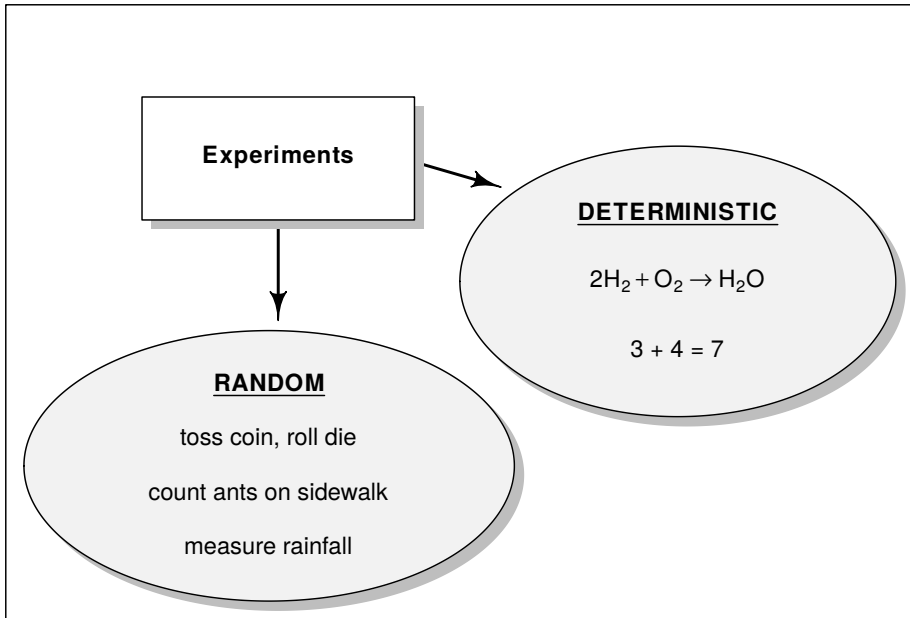 Experiments
DETERMINISTIC
2H₂ + O₂ → H₂O
3 + 4 = 7
RANDOM
toss coin, roll die
count ants on sidewalk
measure rainfall